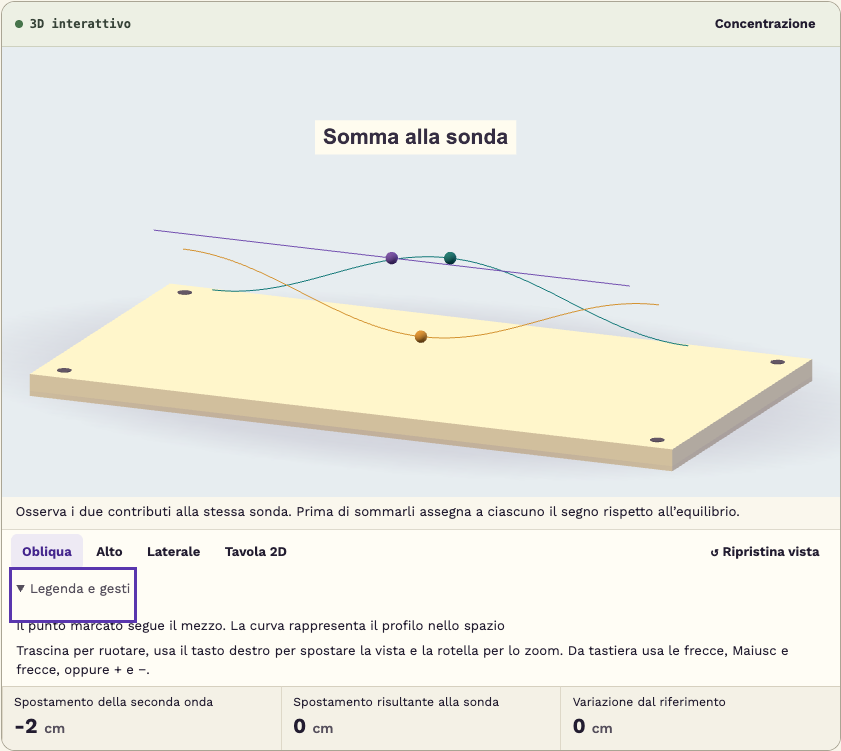 3D interattivo
Concentrazione
Somma alla sonda
Osserva i due contributi alla stessa sonda. Prima di sommarli assegna a ciascuno il segno rispetto all’equilibrio.
Obliqua Alto Laterale Tavola 2D ↺ Ripristina vista
▼ Legenda e gesti
Il punto marcato segue il mezzo. La curva rappresenta il profilo nello spazio
Trascina per ruotare, usa il tasto destro per spostare la vista e la rotella per lo zoom. Da tastiera usa le frecce, Maiusc e
frecce, oppure + e −.
Spostamento della seconda onda
-2 cm
Spostamento risultante alla sonda
0 cm
Variazione dal riferimento
0 cm